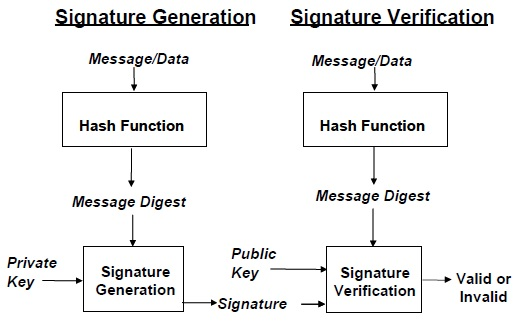 Signature Generation
Message/Data
Hash Function
Message Digest
Private
Key
Signature
Generation
Signature Verification
Message/Data
Hash Function
Message Digest
Public
Key
Signature
Signature
Verification
Valid or
Invalid